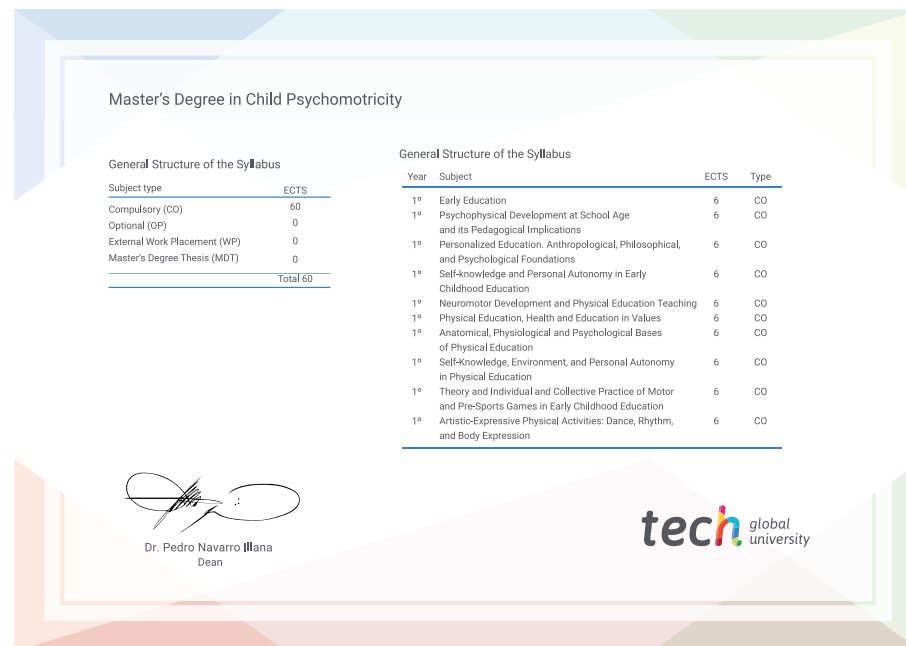 Master's Degree in Child Psychomotricity
General Structure of the Syllabus
Subject type ECTS
Compulsory (CO) 60
Optional (OP) 0
External Work Placement (WP) 0
Master's Degree Thesis (MDT) 0
Total 60
General Structure of the Syllabus
Year Subject ECTS Type
1º Early Education 6 CO
1º Psychophysical Development at School Age 6 CO
and its Pedagogical Implications
1º Personalized Education. Anthropological, Philosophical, 6 CO
and Psychological Foundations
1º Self-knowledge and Personal Autonomy in Early 6 CO
Childhood Education
1º Neuromotor Development and Physical Education Teaching 6 CO
1º Physical Education, Health and Education in Values 6 CO
1º Anatomical, Physiological and Psychological Bases 6 CO
of Physical Education
1º Self-Knowledge, Environment, and Personal Autonomy 6 CO
in Physical Education
1º Theory and Individual and Collective Practice of Motor 6 CO
and Pre-Sports Games in Early Childhood Education
1º Artistic-Expressive Physical Activities: Dance, Rhythm, 6 CO
and Body Expression
Dr. Pedro Navarro Illana
Dean
tech global
university